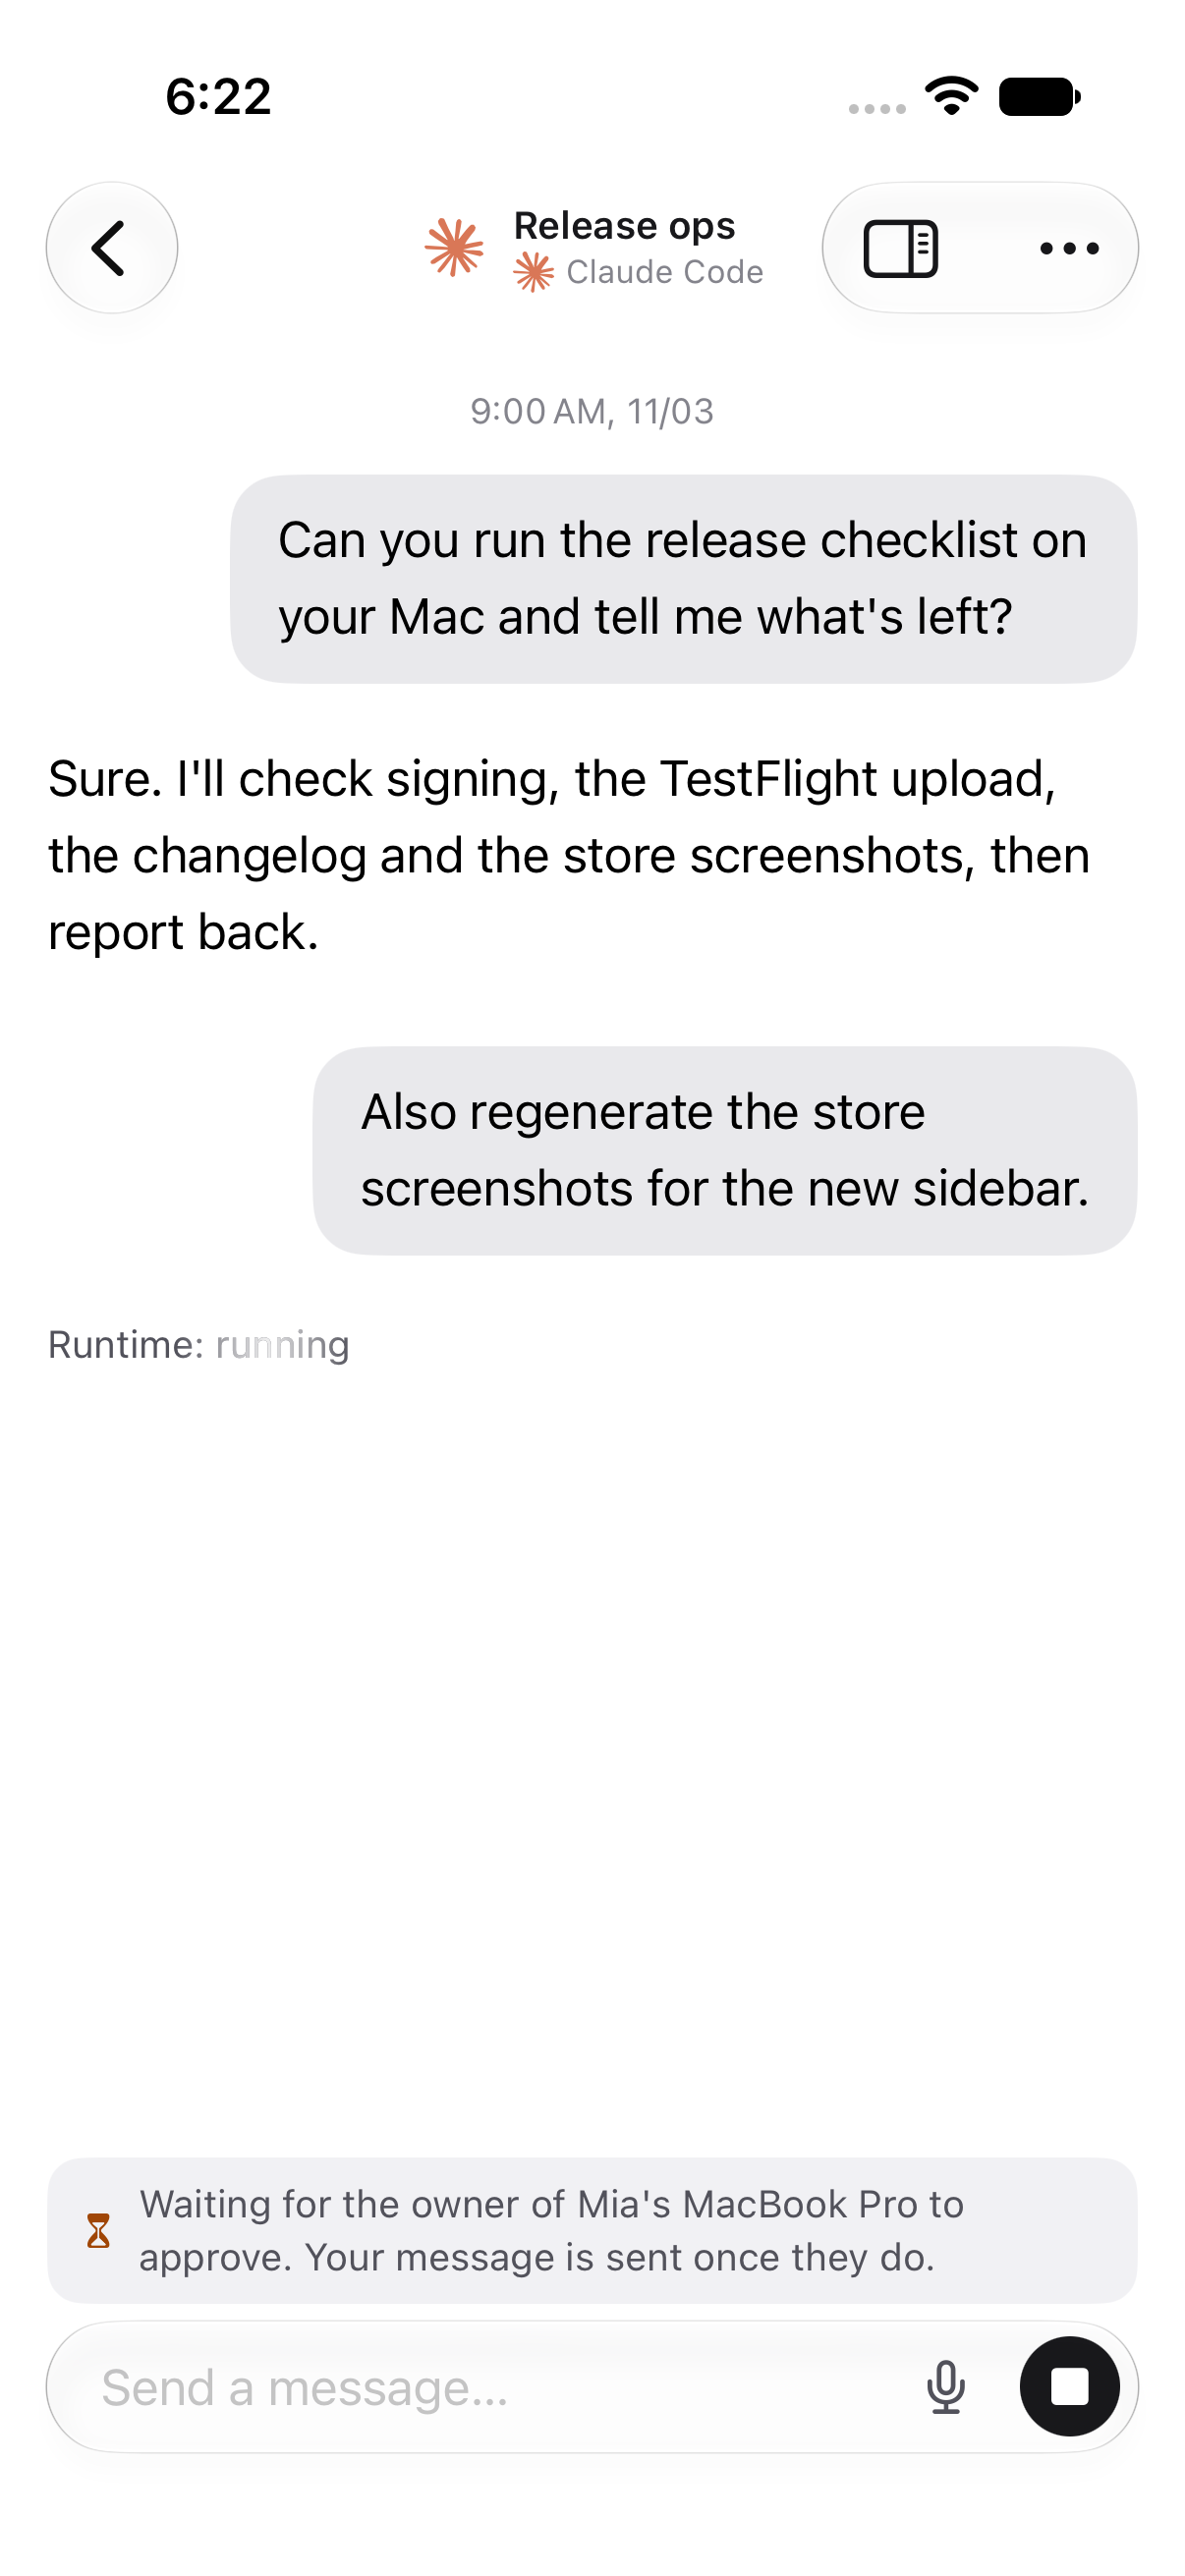 6:22
Release ops
Claude Code
9:00 AM, 11/03
Can you run the release checklist on
your Mac and tell me what's left?
Sure. I'll check signing, the TestFlight upload,
the changelog and the store screenshots, then
report back.
Also regenerate the store
screenshots for the new sidebar.
Runtime: running
Waiting for the owner of Mia's MacBook Pro to
approve. Your message is sent once they do.
Send a message...